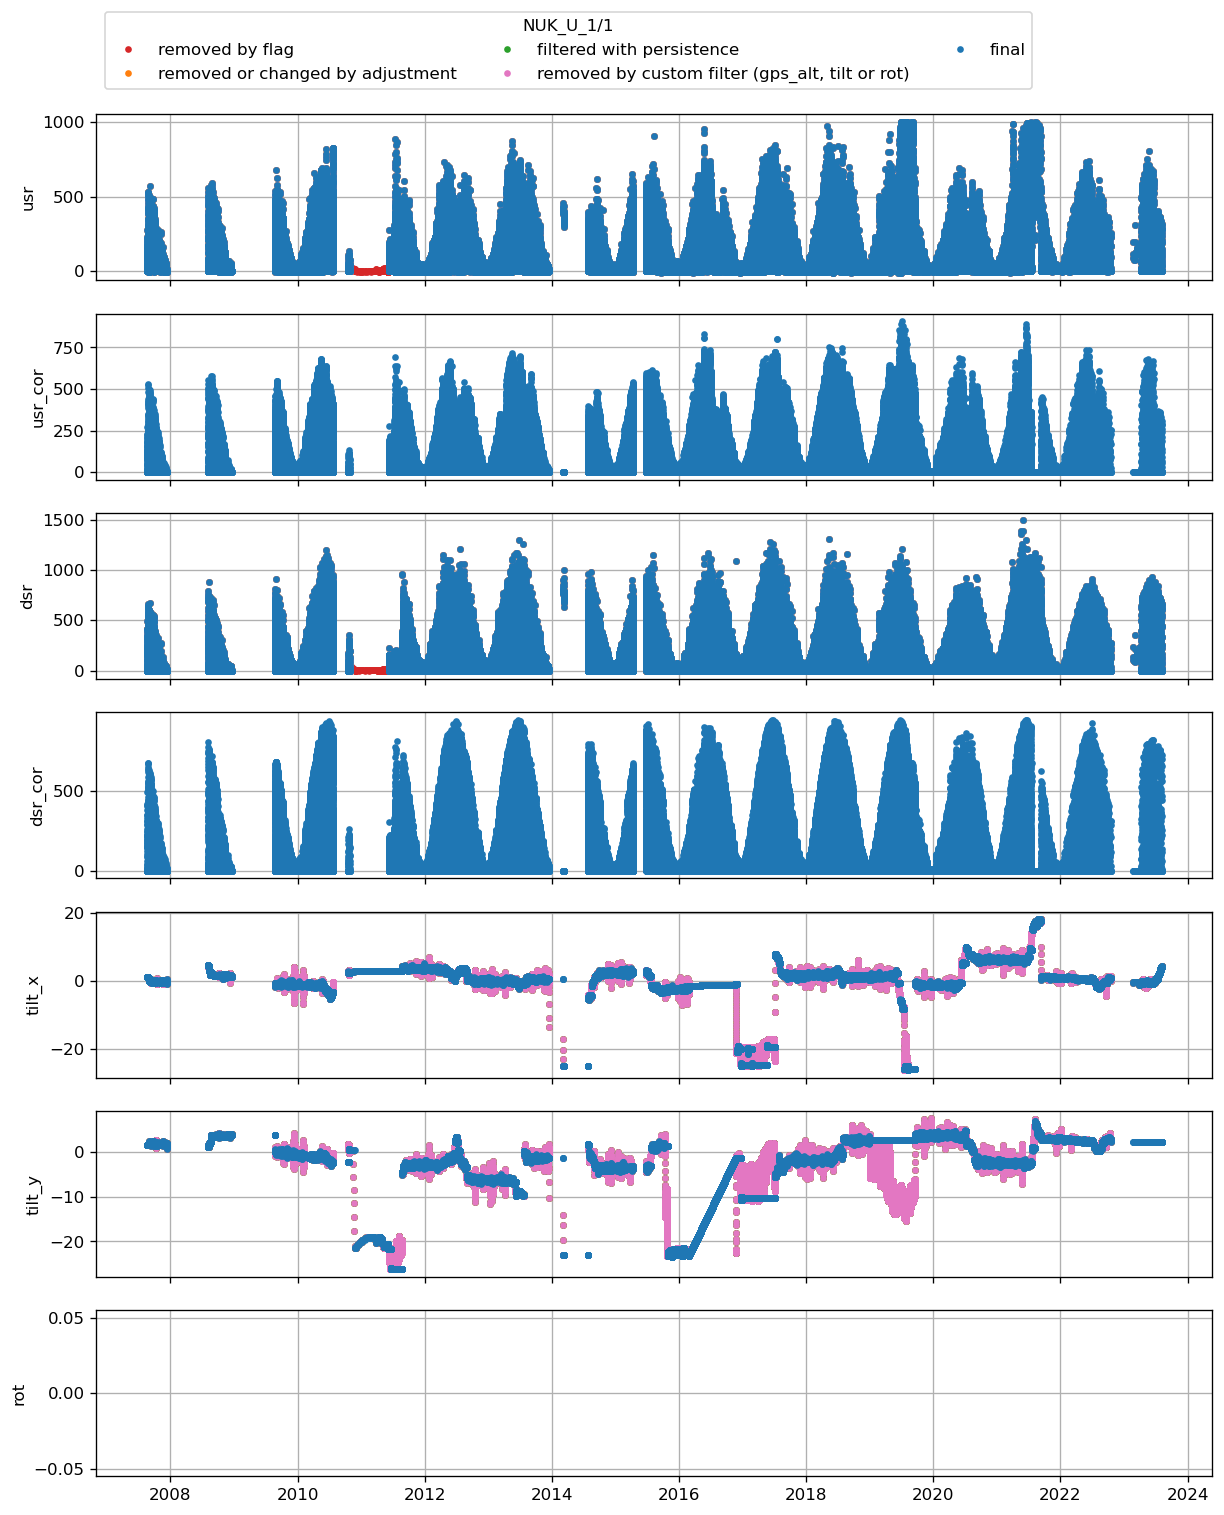 NUK_U_1/1
removed by flag
removed or changed by adjustment
filtered with persistence
removed by custom filter (gps_alt, tilt or rot)
final
1000
500
0
usr
750
500
250
0
usr_cor
1500
1000
500
0
dsr
500
0
dsr_cor
20
0
−20
tilt_x
0
−10
−20
tilt_y
0.05
0.00
−0.05
rot
2008 2010 2012 2014 2016 2018 2020 2022 2024